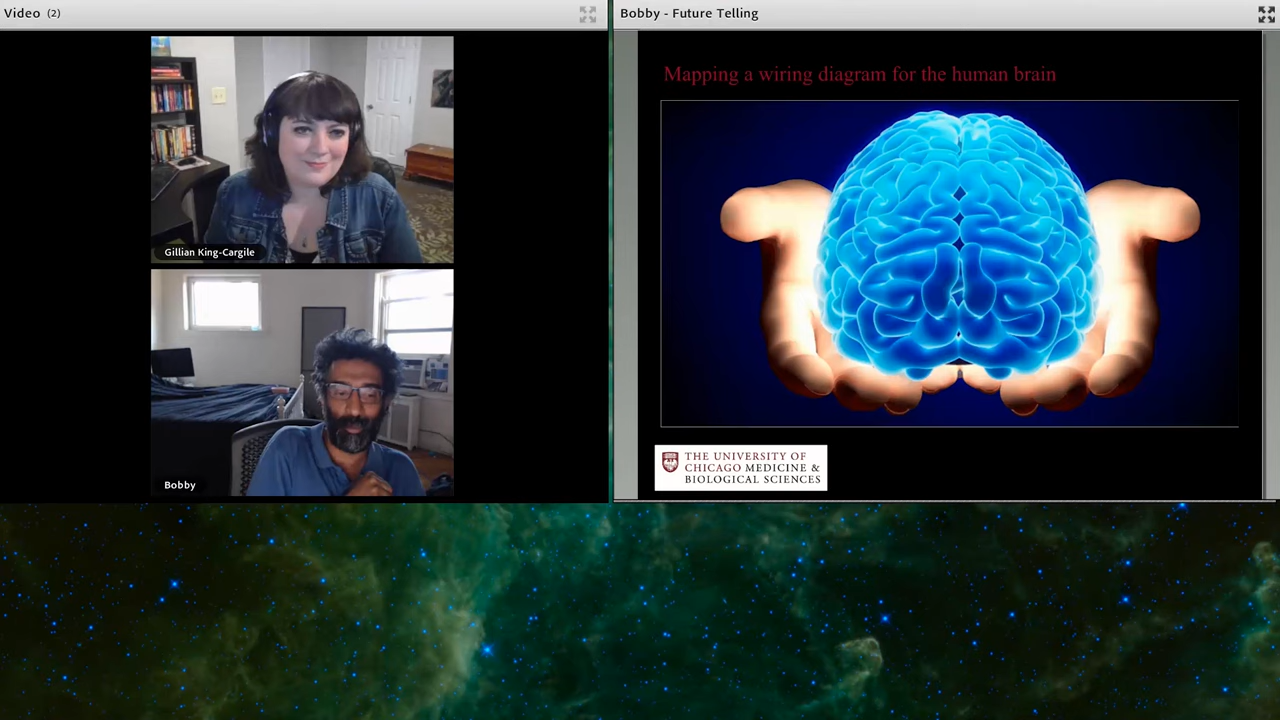 Video (2)
Gillian King-Cargile
Bobby
Bobby - Future Telling
Mapping a wiring diagram for the human brain
THE UNIVERSITY OF
CHICAGO MEDICINE &
BIOLOGICAL SCIENCES